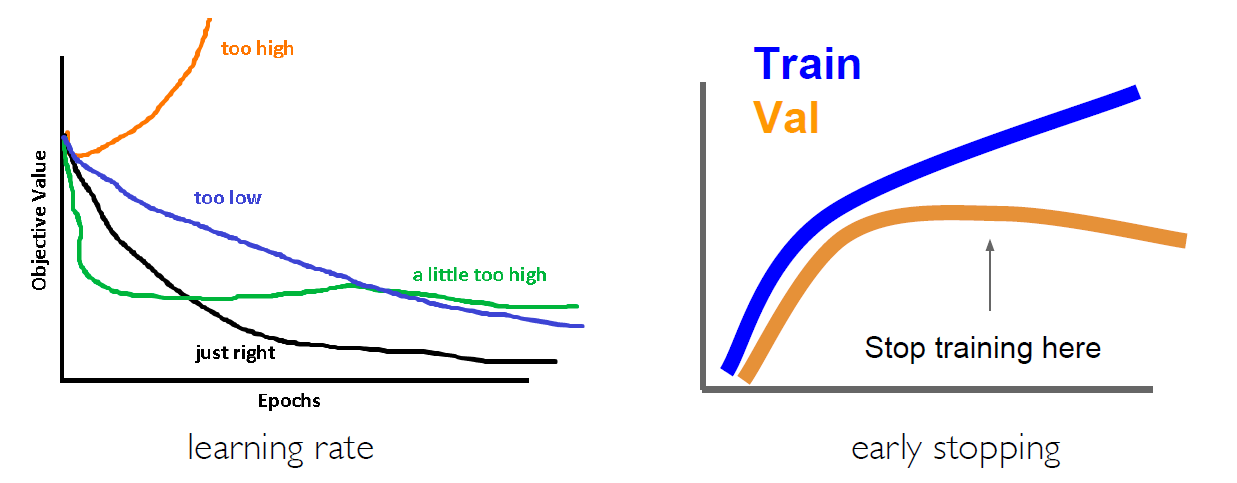 too high
Objective Value
too low
a little too high
just right
Epochs
learning rate
Train
Val
Stop training here
early stopping